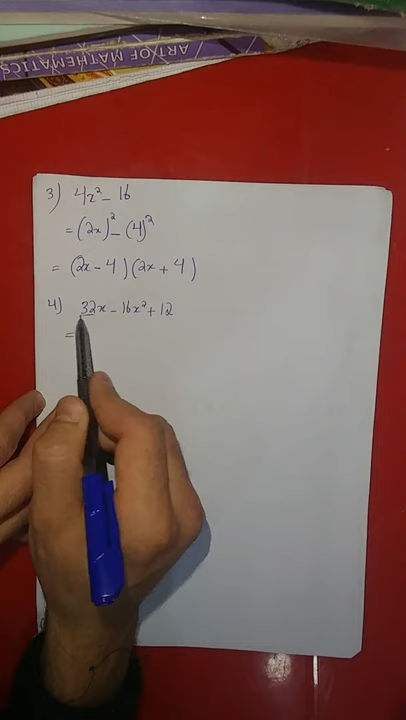 ART OF MATHEMATICS
3) 4x² - 16
= (2x)² - (4)²
= (2x - 4)(2x + 4)
4) 32x - 16x² + 12
=